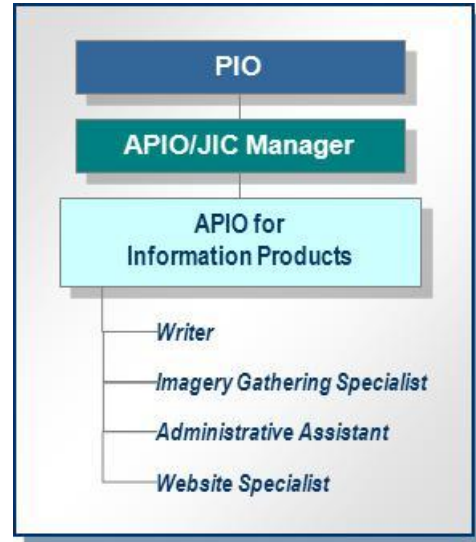 PIO
APIO/JIC Manager
APIO for
Information Products
Writer
Imagery Gathering Specialist
Administrative Assistant
Website Specialist